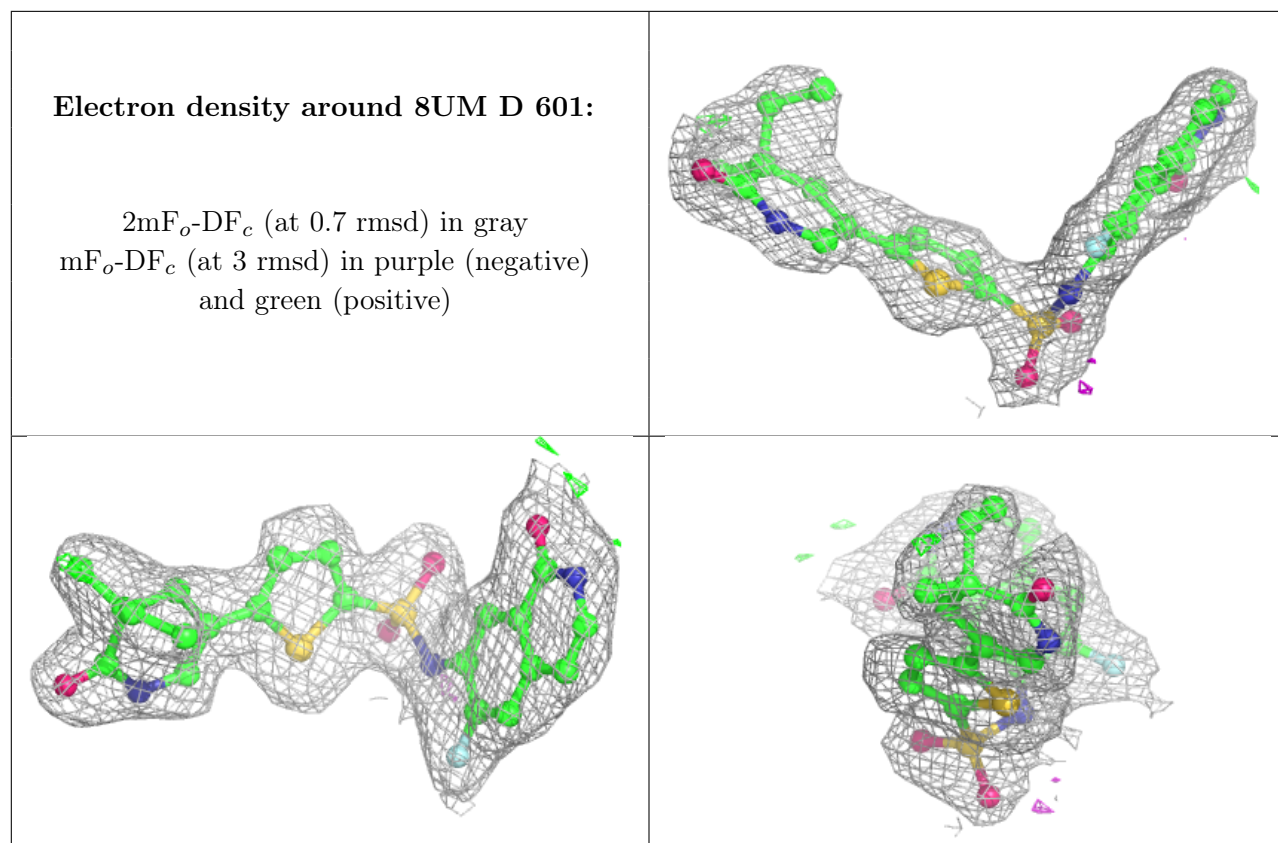 Electron density around 8UM D 601:
2mFo-DFc (at 0.7 rmsd) in gray
mFo-DFc (at 3 rmsd) in purple (negative)
and green (positive)